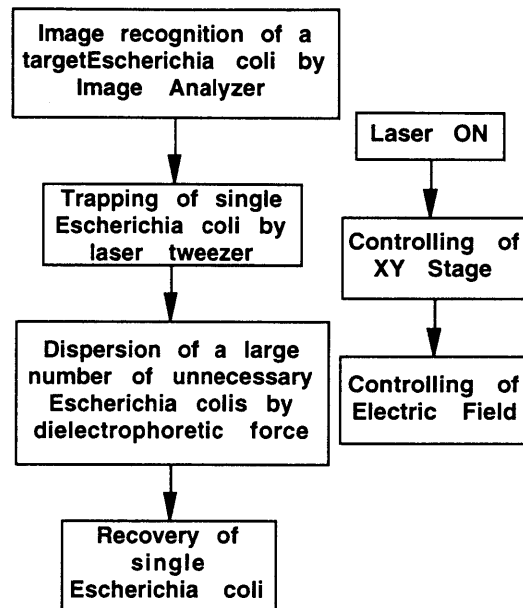 Image recognition of a
targetEscherichia coli by
Image Analyzer
Trapping of single
Escherichia coli by
laser tweezer
Dispersion of a large
number of unnecessary
Escherichia colis by
dielectrophoretic force
Recovery of
single
Escherichia coli
Laser ON
Controlling of
XY Stage
Controlling of
Electric Field